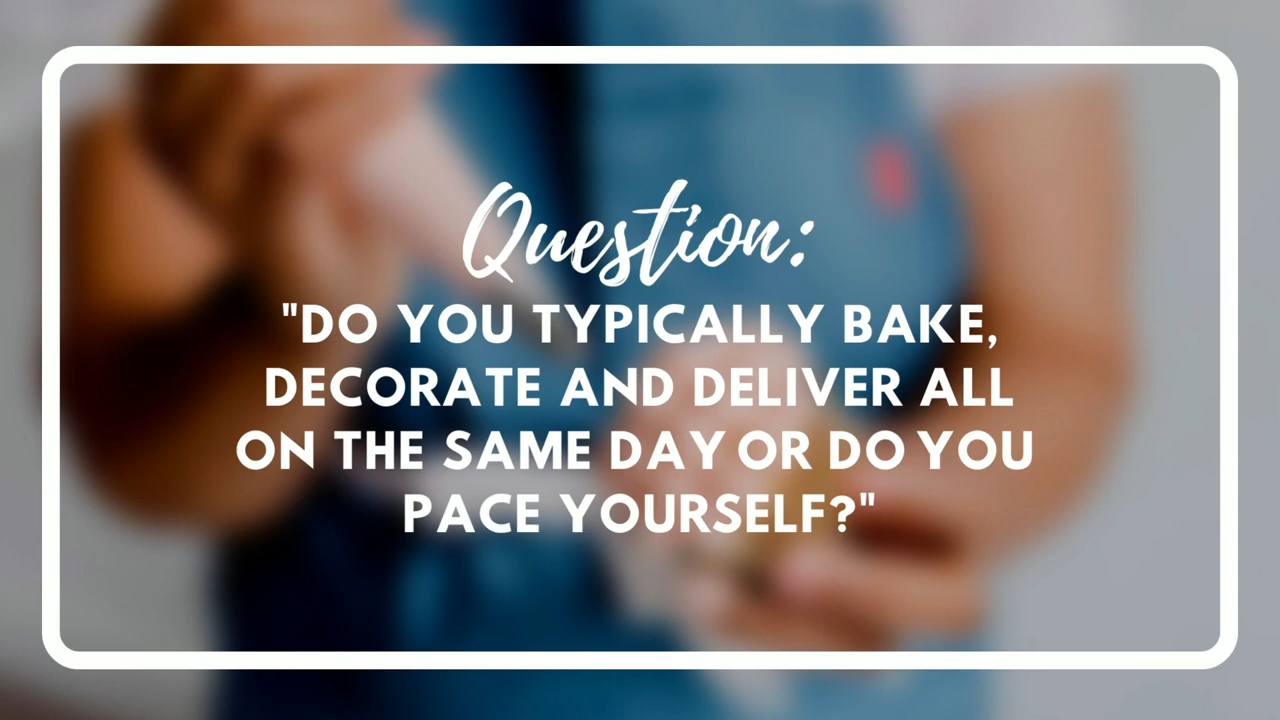 Question:
"DO YOU TYPICALLY BAKE,
DECORATE AND DELIVER ALL
ON THE SAME DAY OR DO YOU
PACE YOURSELF?"